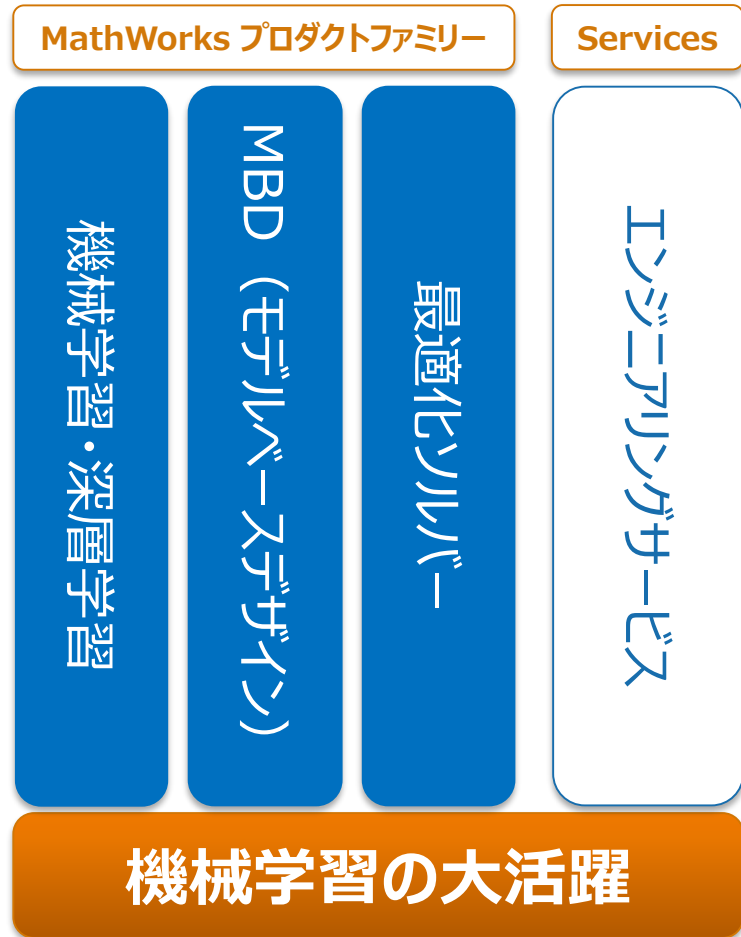 MathWorks プロダクトファミリー
Services
機械学習・深層学習
MBD（モデルベースデザイン）
最適化ソルバー
エンジニアリングサービス
機械学習の大活躍